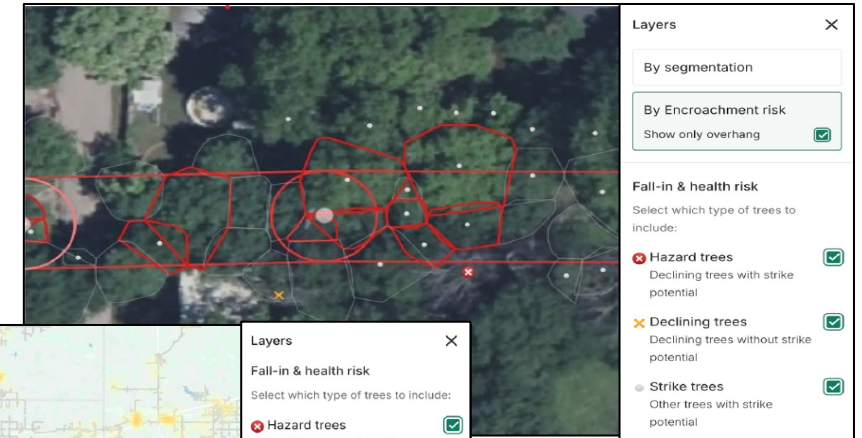 Layers
By segmentation
By Encroachment risk
Show only overhang
Fall-in & health risk
Select which type of trees to
include:
Hazard trees
Declining trees with strike
potential
Declining trees
Declining trees without strike
potential
Strike trees
Other trees with strike
potential
Layers
Fall-in & health risk
Select which type of trees to include:
Hazard trees